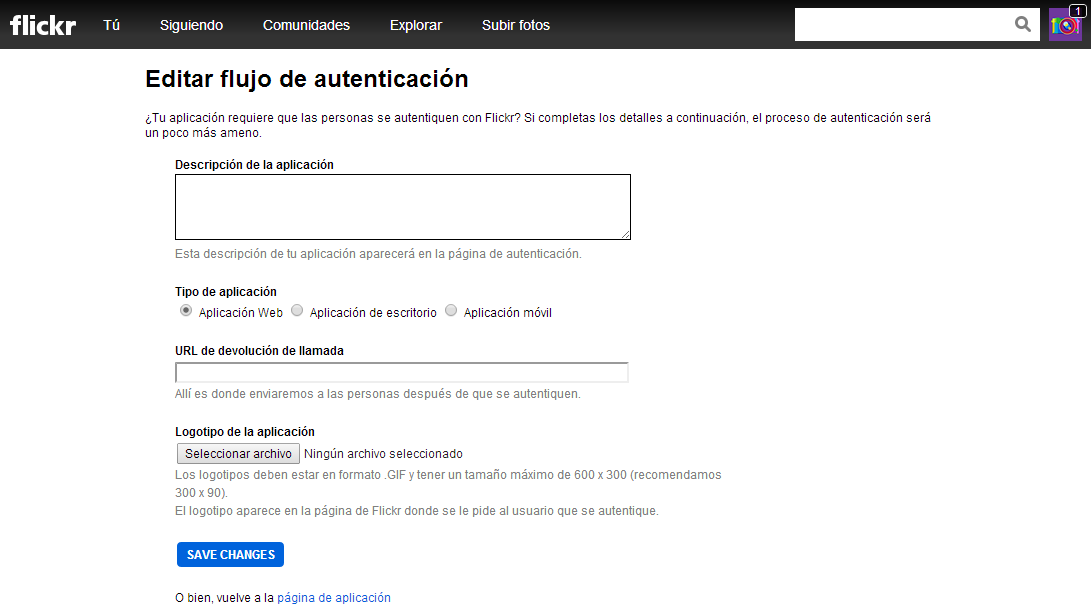 flickr Tú Siguiendo Comunidades Explorar Subir fotos 1
Editar flujo de autenticación
¿Tu aplicación requiere que las personas se autentiquen con Flickr? Si completas los detalles a continuación, el proceso de autenticación será
un poco más ameno.
Descripción de la aplicación
Esta descripción de tu aplicación aparecerá en la página de autenticación.
Tipo de aplicación
Aplicación Web Aplicación de escritorio Aplicación móvil
URL de devolución de llamada
Allí es donde enviaremos a las personas después de que se autentiquen.
Logotipo de la aplicación
Seleccionar archivo Ningún archivo seleccionado
Los logotipos deben estar en formato .GIF y tener un tamaño máximo de 600 x 300 (recomendamos
300 x 90).
El logotipo aparece en la página de Flickr donde se le pide al usuario que se autentique.
SAVE CHANGES
O bien, vuelve a la página de aplicación